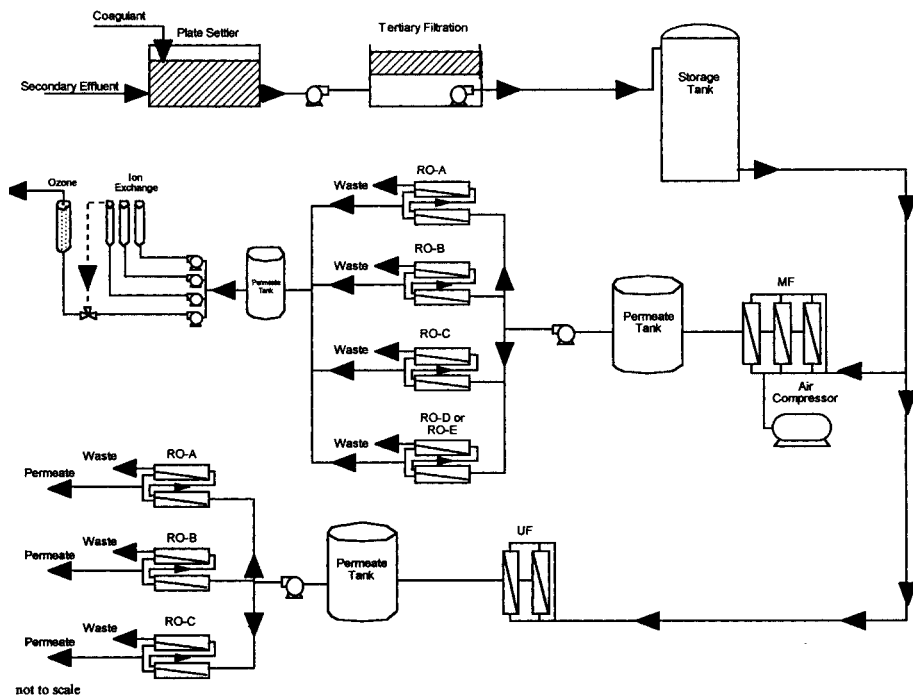 Coagulant
Plate Settler
Tertiary Filtration
Secondary Effluent
Storage
Tank
Ozone
Ion
Exchange
Waste
RO-A
Waste
RO-B
Permeate
Tank
Waste
RO-C
Permeate
Tank
MF
Air
Compressor
Waste
RO-D or
RO-E
Waste
RO-A
Permeate
Waste
RO-B
Permeate
Permeate
Tank
UF
Waste
RO-C
Permeate
not to scale